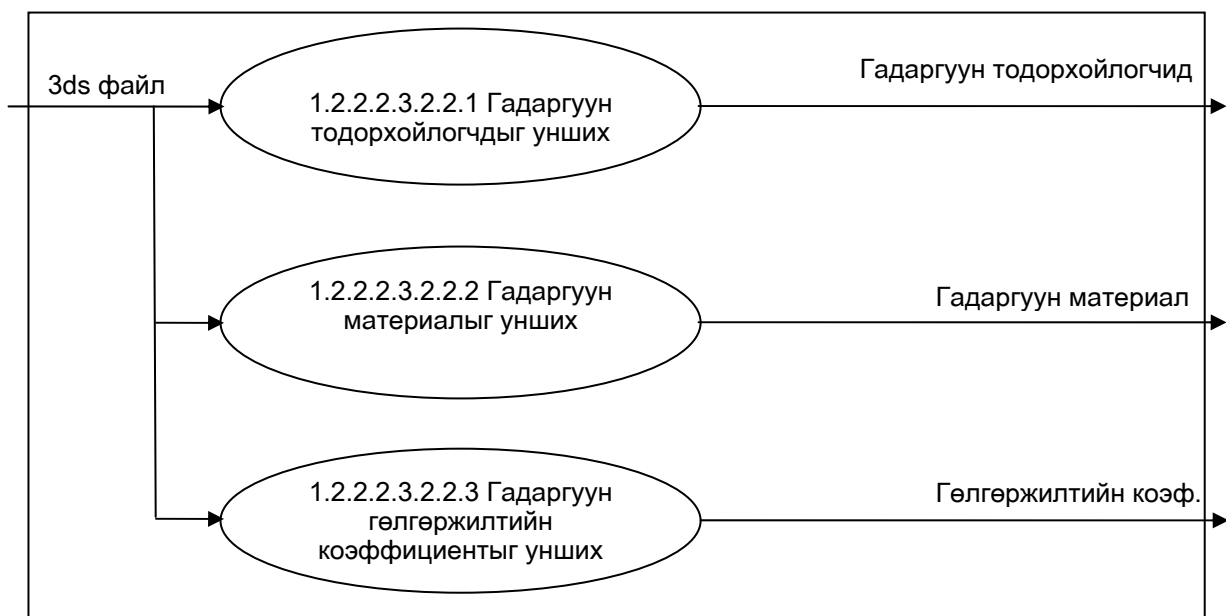 3ds файл
1.2.2.2.3.2.2.1 Гадаргуун
тодорхойлогчдыг унших
Гадаргуун тодорхойлогчид
1.2.2.2.3.2.2.2 Гадаргуун
материалыг унших
Гадаргуун материал
1.2.2.2.3.2.2.3 Гадаргуун
гөлгөржилтийн
коэффициентыг унших
Гөлгөржилтийн коэф.